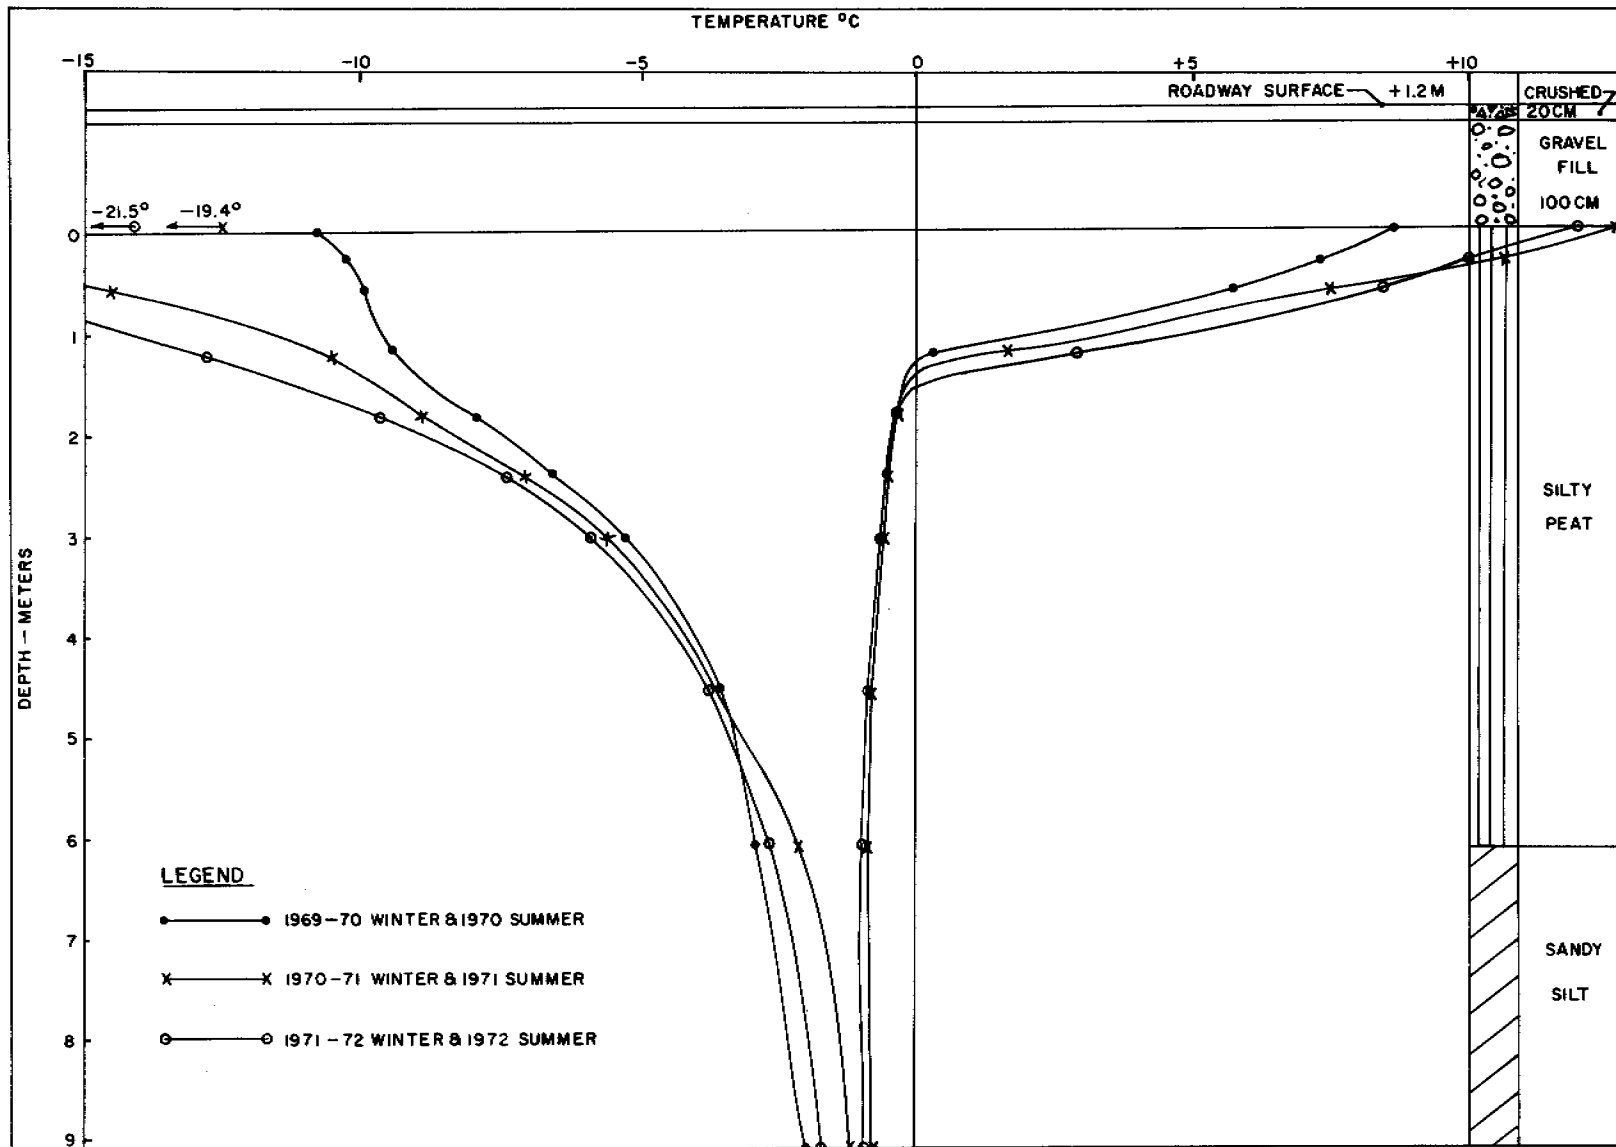 TEMPERATURE °C
-15 -10 -5 0 +5 +10
ROADWAY SURFACE +1.2 M CRUSHED
20 CM
GRAVEL
FILL
100 CM
-21.5° -19.4°
0
1
2
SILTY
PEAT
3
DEPTH - METERS
4
5
6
LEGEND
1969-70 WINTER & 1970 SUMMER
7
SANDY
1970-71 WINTER & 1971 SUMMER
SILT
8
1971-72 WINTER & 1972 SUMMER
9